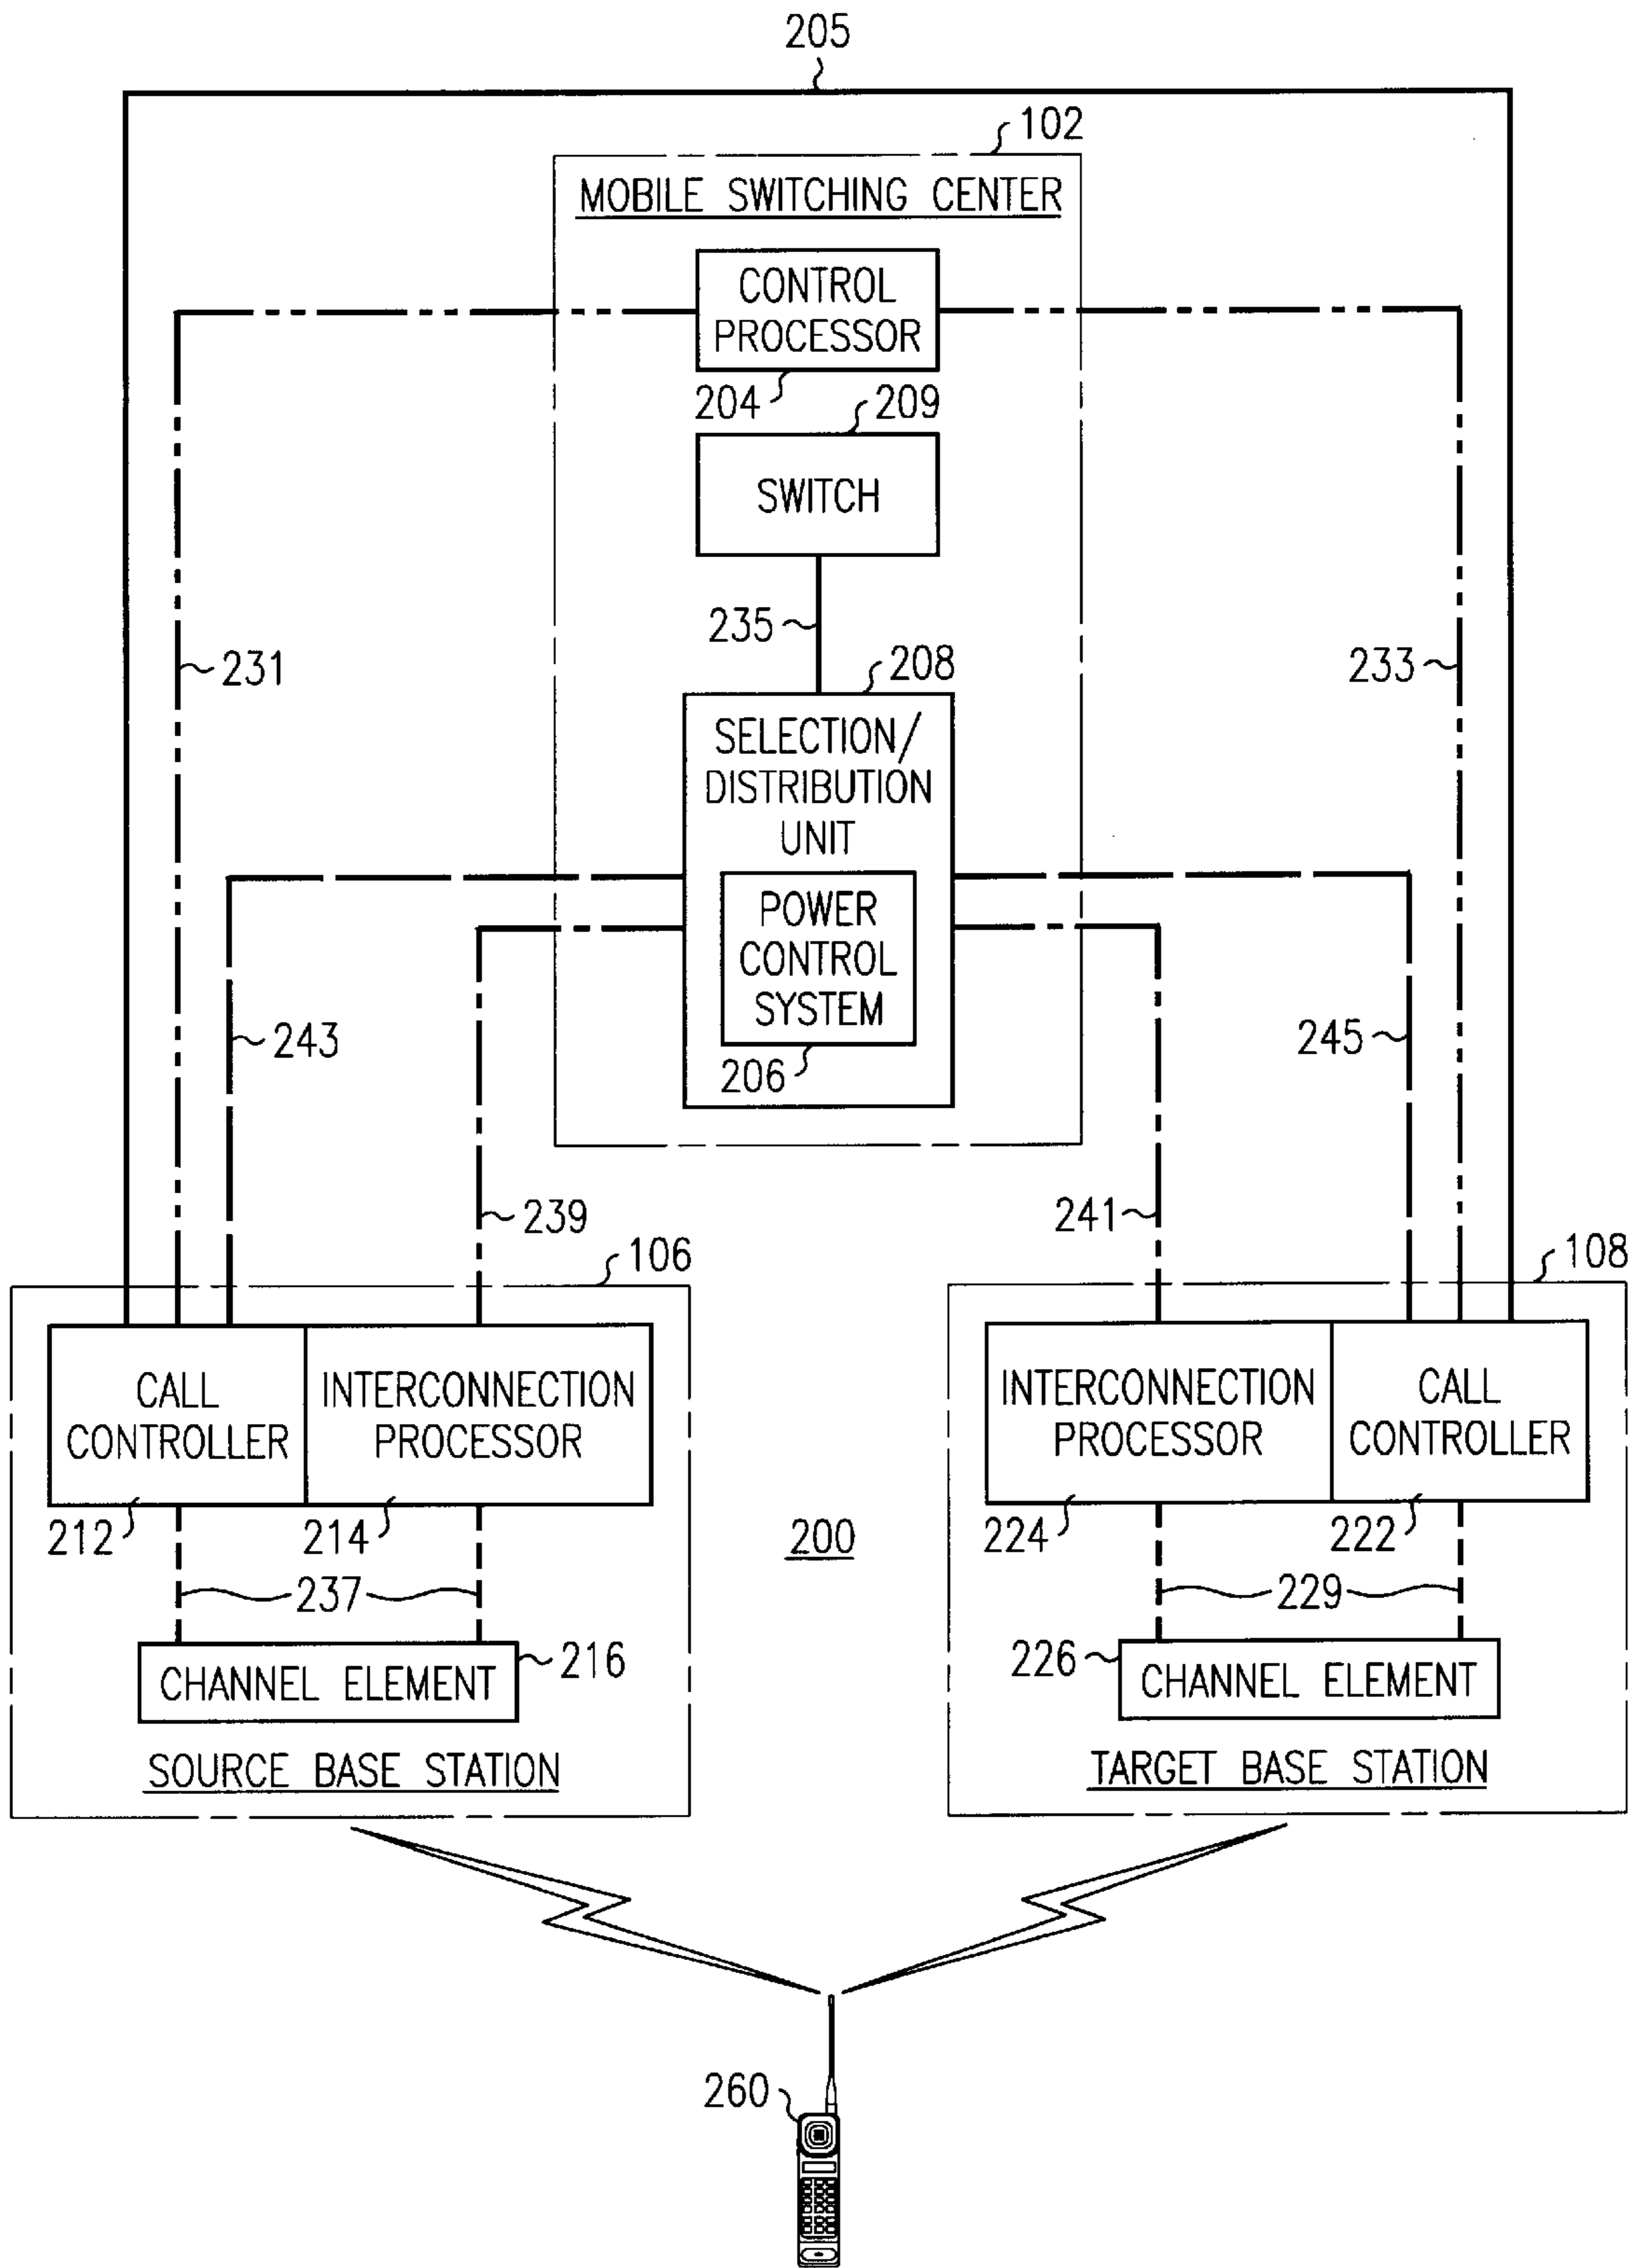 205
102
MOBILE SWITCHING CENTER
CONTROL
PROCESSOR
204
209
SWITCH
235
231
233
208
SELECTION/
DISTRIBUTION
UNIT
POWER
CONTROL
SYSTEM
206
243
245
239
241
106
108
CALL
CONTROLLER
INTERCONNECTION
PROCESSOR
INTERCONNECTION
PROCESSOR
CALL
CONTROLLER
212
214
200
224
222
237
229
CHANNEL ELEMENT
216
226
CHANNEL ELEMENT
SOURCE BASE STATION
TARGET BASE STATION
260